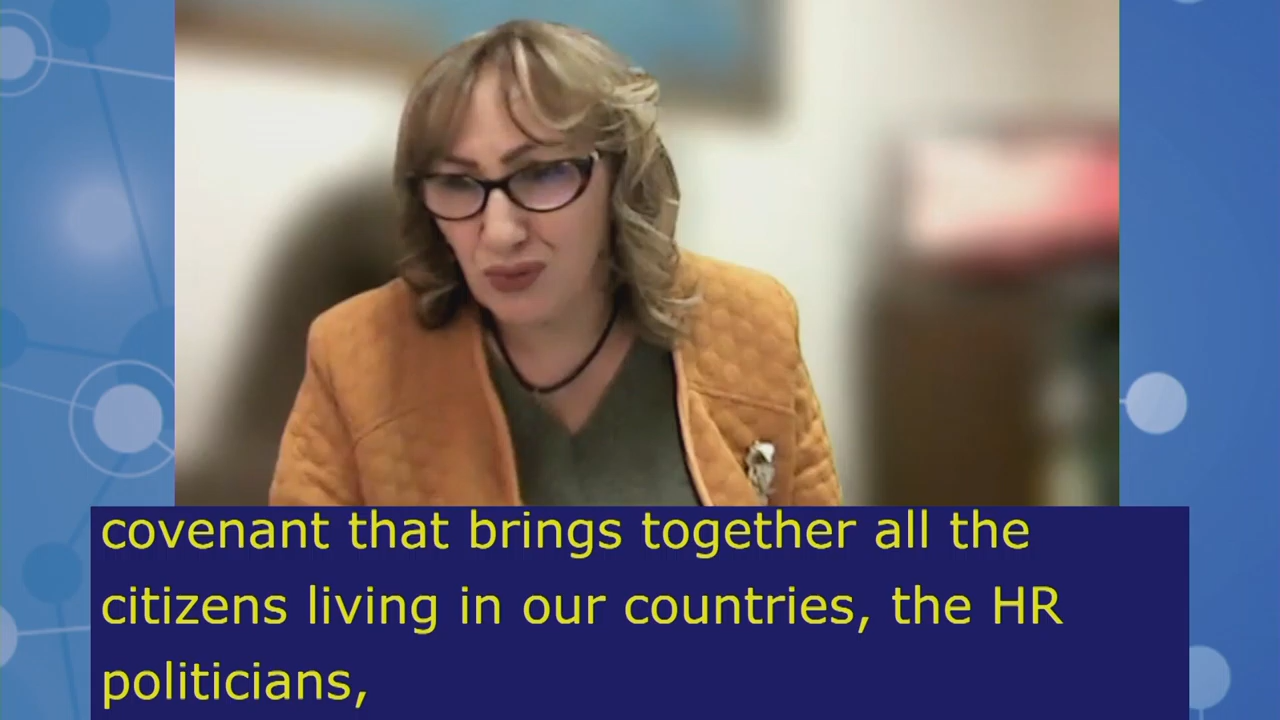 covenant that brings together all the
citizens living in our countries, the HR
politicians,